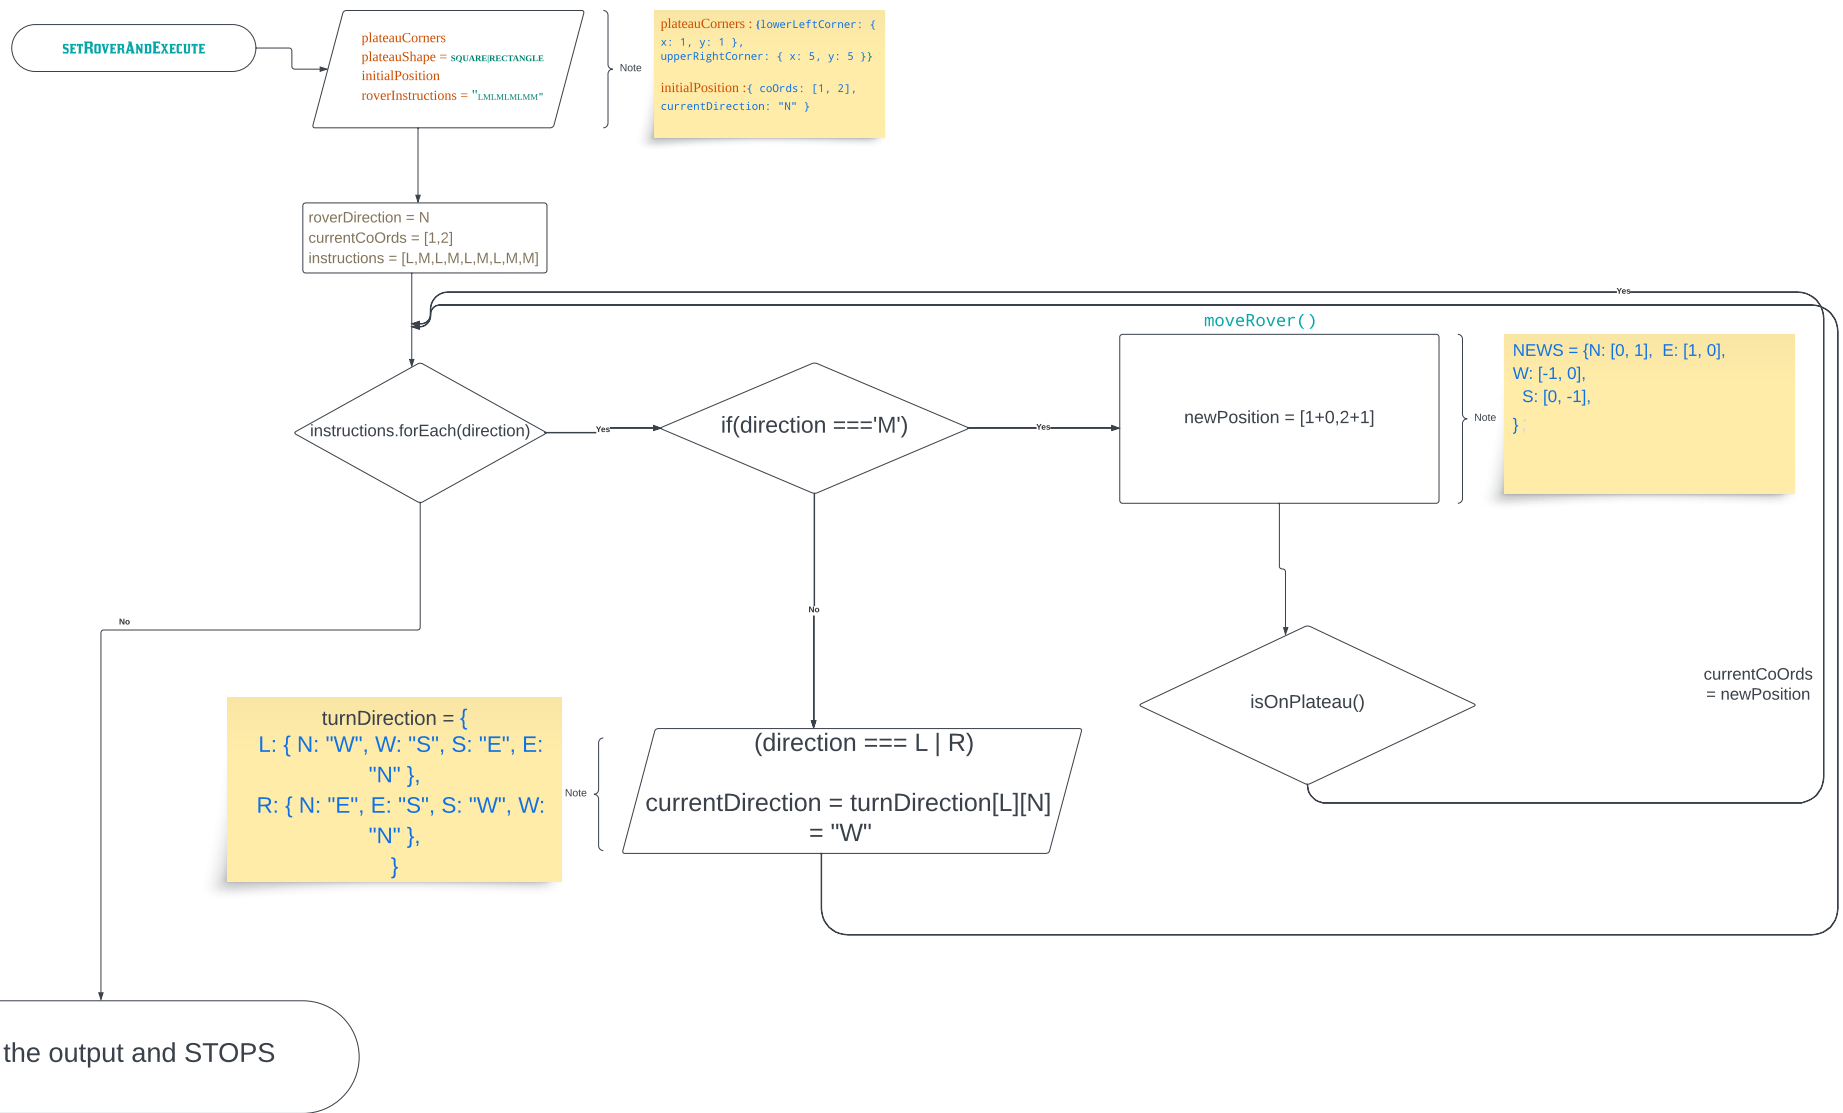 SETROVERANDEXECUTE
plateauCorners
plateauShape = SQUARE|RECTANGLE
initialPosition
roverInstructions = "LMLMLMLMM"
Note
plateauCorners : {lowerLeftCorner: {
x: 1, y: 1 },
upperRightCorner: { x: 5, y: 5 }}
initialPosition :{ coOrds: [1, 2],
currentDirection: "N" }
roverDirection = N
currentCoOrds = [1,2]
instructions = [L,M,L,M,L,M,L,M,M]
Yes
moveRover()
instructions.forEach(direction)
Yes
if(direction ==='M')
Yes
newPosition = [1+0,2+1]
Note
NEWS = {N: [0, 1],  E: [1, 0],
W: [-1, 0],
S: [0, -1],
}
No
No
isOnPlateau()
currentCoOrds
= newPosition
turnDirection = {
L: { N: "W", W: "S", S: "E", E:
"N" },
R: { N: "E", E: "S", S: "W", W:
"N" },
}
Note
(direction === L | R)
currentDirection = turnDirection[L][N]
= "W"
the output and STOPS